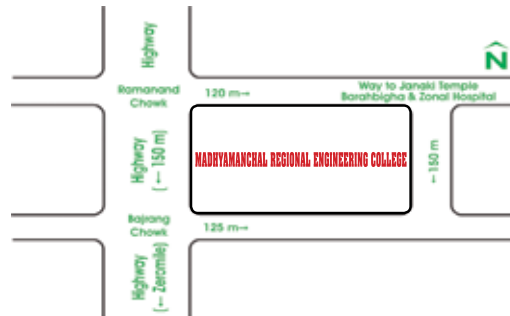 Highway
N
Ramanand
Chowk
120 m→
Way to Janaki Temple
Barahbigha & Zonal Hospital
Highway
(← 150 m)
MADHYAMANCHAL REGIONAL ENGINEERING COLLEGE
←150 m
Bajrang
Chowk
125 m→
Highway
(← Zeromile)